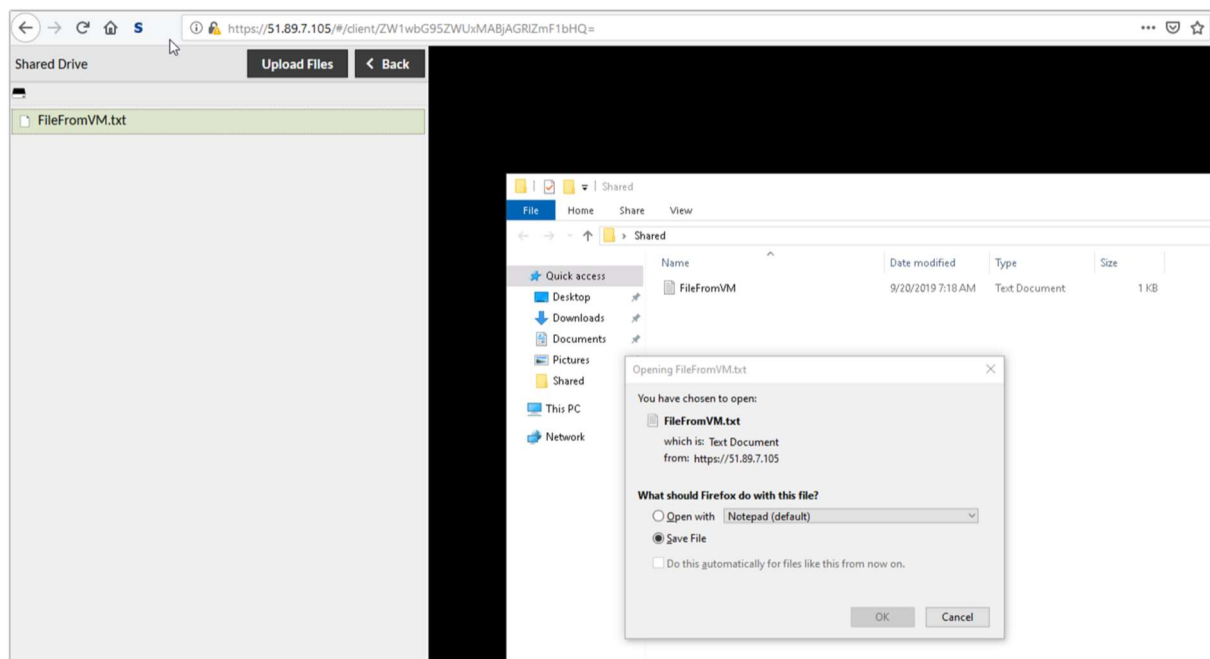 S
https://51.89.7.105/#/client/ZW1wbG95ZWUxMABjAGRlZmF1bHQ=
Shared Drive
Upload Files
Back
FileFromVM.txt
Shared
File Home Share View
Shared
Name Date modified Type Size
Quick access
FileFromVM 9/20/2019 7:18 AM Text Document 1 KB
Desktop
Downloads
Documents
Pictures
Shared
This PC
Network
Opening FileFromVM.txt
You have chosen to open:
FileFromVM.txt
which is: Text Document
from: https://51.89.7.105
What should Firefox do with this file?
Open with Notepad (default)
Save File
Do this automatically for files like this from now on.
OK Cancel